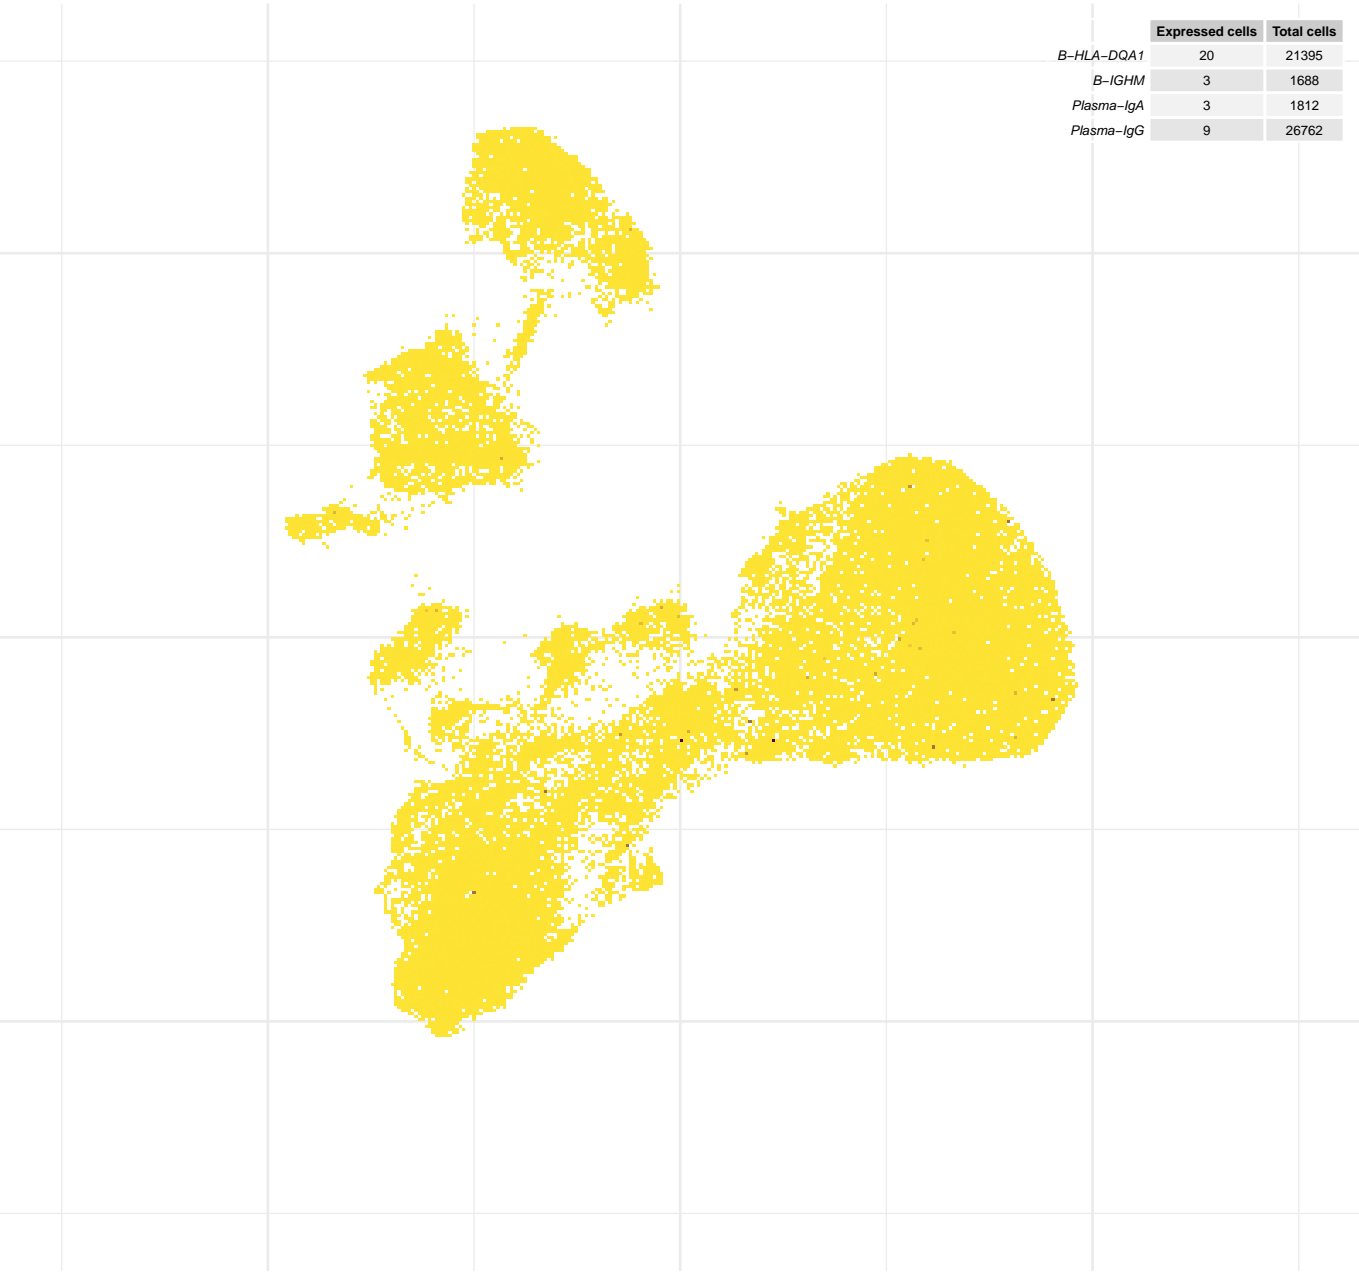 Expressed cells Total cells
B−HLA−DQA1 20 21395
B−IGHM 3 1688
Plasma−IgA 3 1812
Plasma−IgG 9 26762